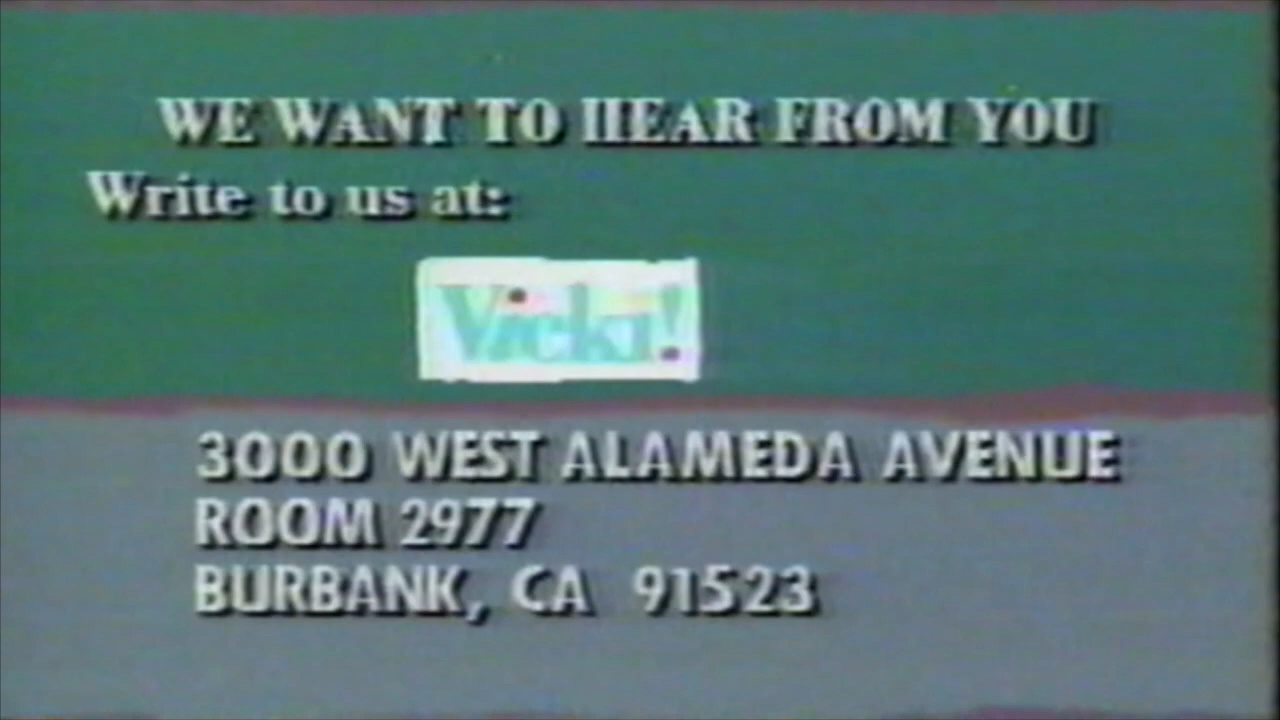 WE WANT TO HEAR FROM YOU
Write to us at:
Vicki!
3000 WEST ALAMEDA AVENUE
ROOM 2977
BURBANK, CA 91523